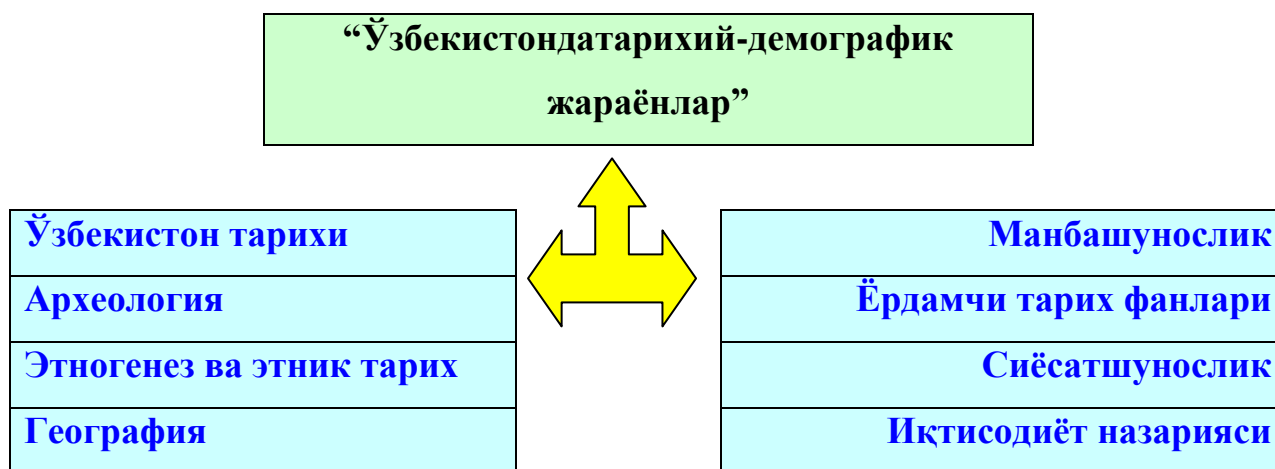 “Ўзбекистондатарихий-демографик
жараёнлар”
Ўзбекистон тарихи
Археология
Этногенез ва этник тарих
География
Манбашунослик
Ёрдамчи тарих фанлари
Сиёсатшунослик
Иқтисодиёт назарияси